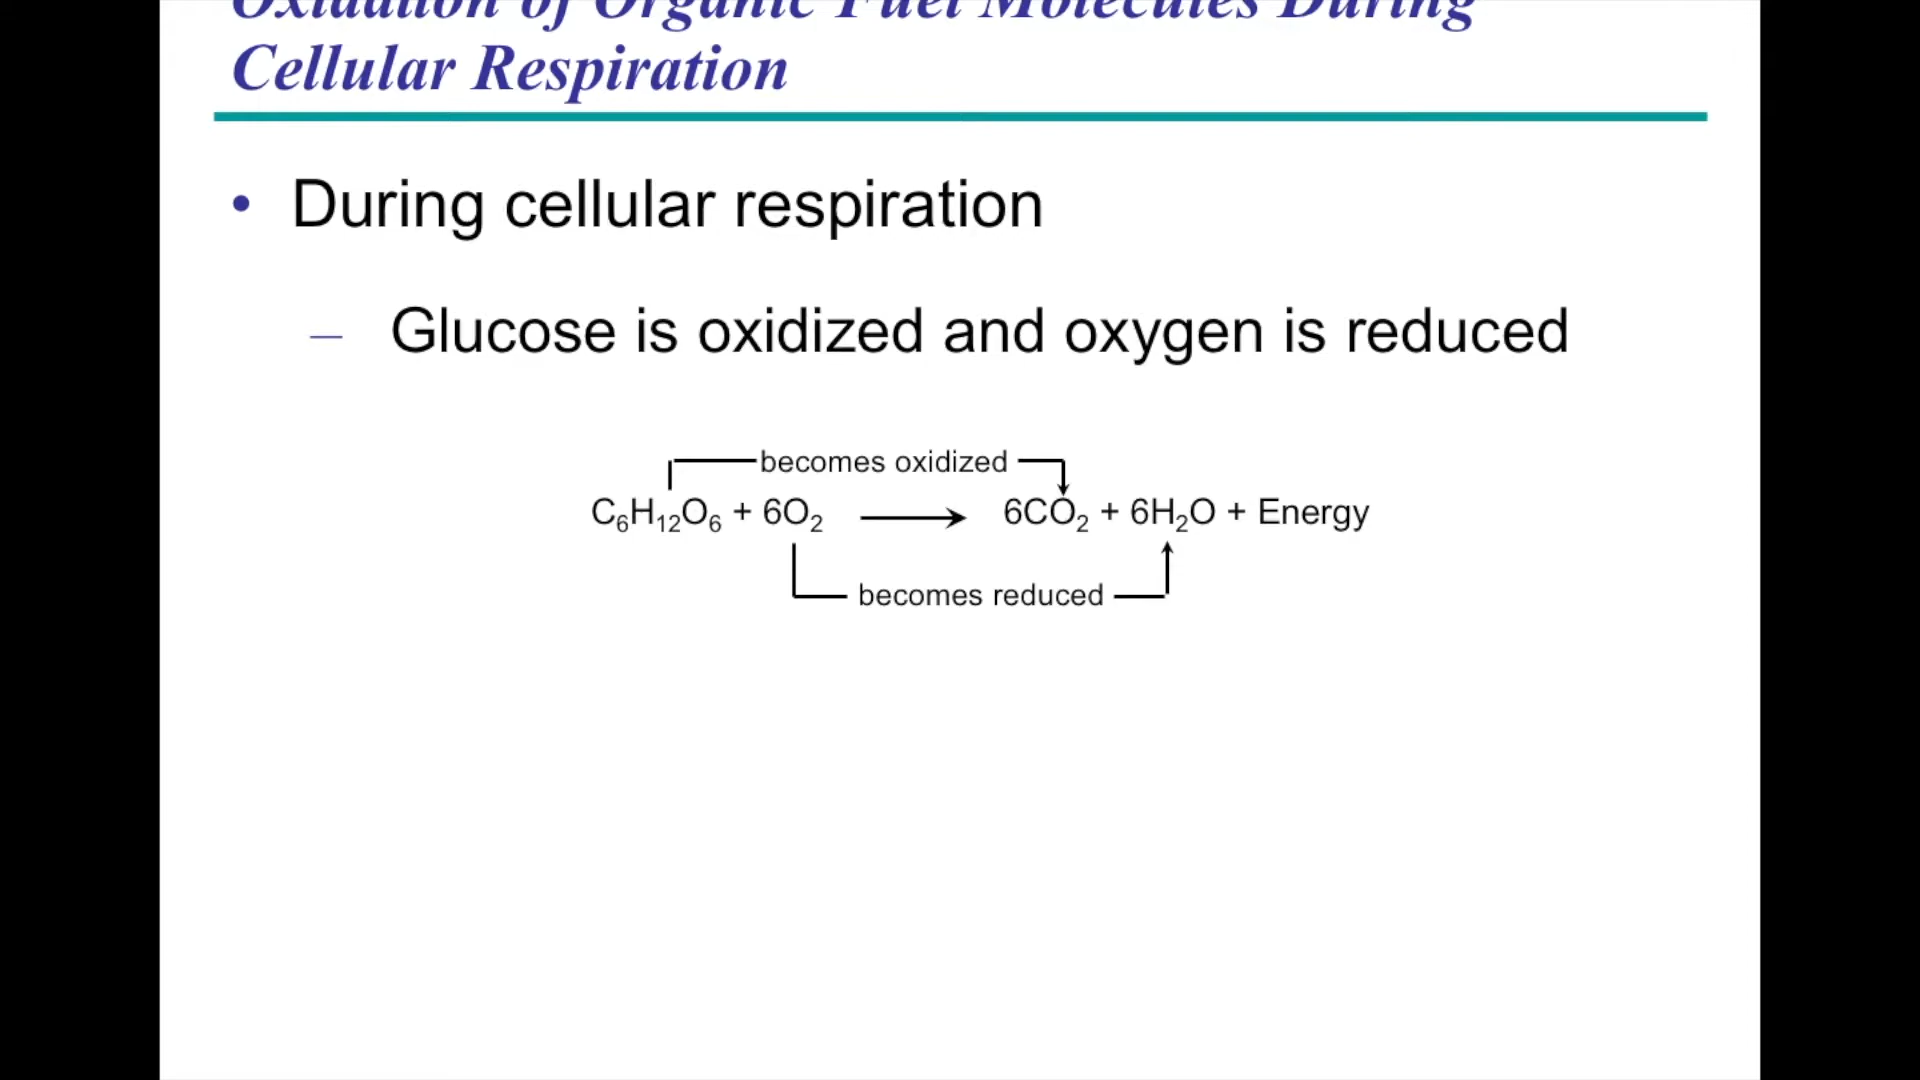 Oxidation of Organic Fuel Molecules During
Cellular Respiration
• During cellular respiration
– Glucose is oxidized and oxygen is reduced
becomes oxidized
C₆H₁₂O₆ + 6O₂ → 6CO₂ + 6H₂O + Energy
becomes reduced